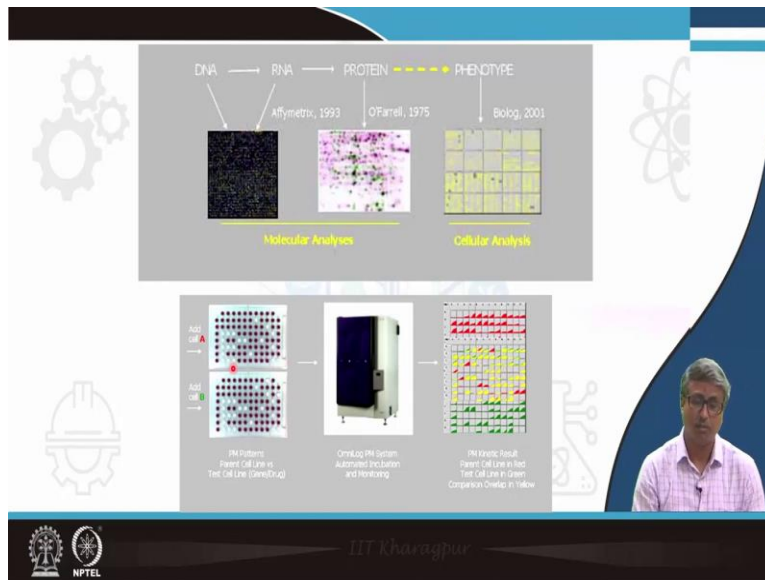 DNA RNA PROTEIN PHENOTYPE
Affymetrix, 1993 O'Farrell, 1975 Biolog, 2001
Molecular Analyses Cellular Analysis
Add
cell A
Add
cell B
PM Patterns
Parent Cell Line vs
Test Cell Line (Gene/Drug)
OmniLog PM System
Automated Incubation
and Monitoring
PM Kinetic Result
Parent Cell Line in Red
Test Cell Line in Green
Comparison Overlap in Yellow
NPTEL
IIT Kharagpur